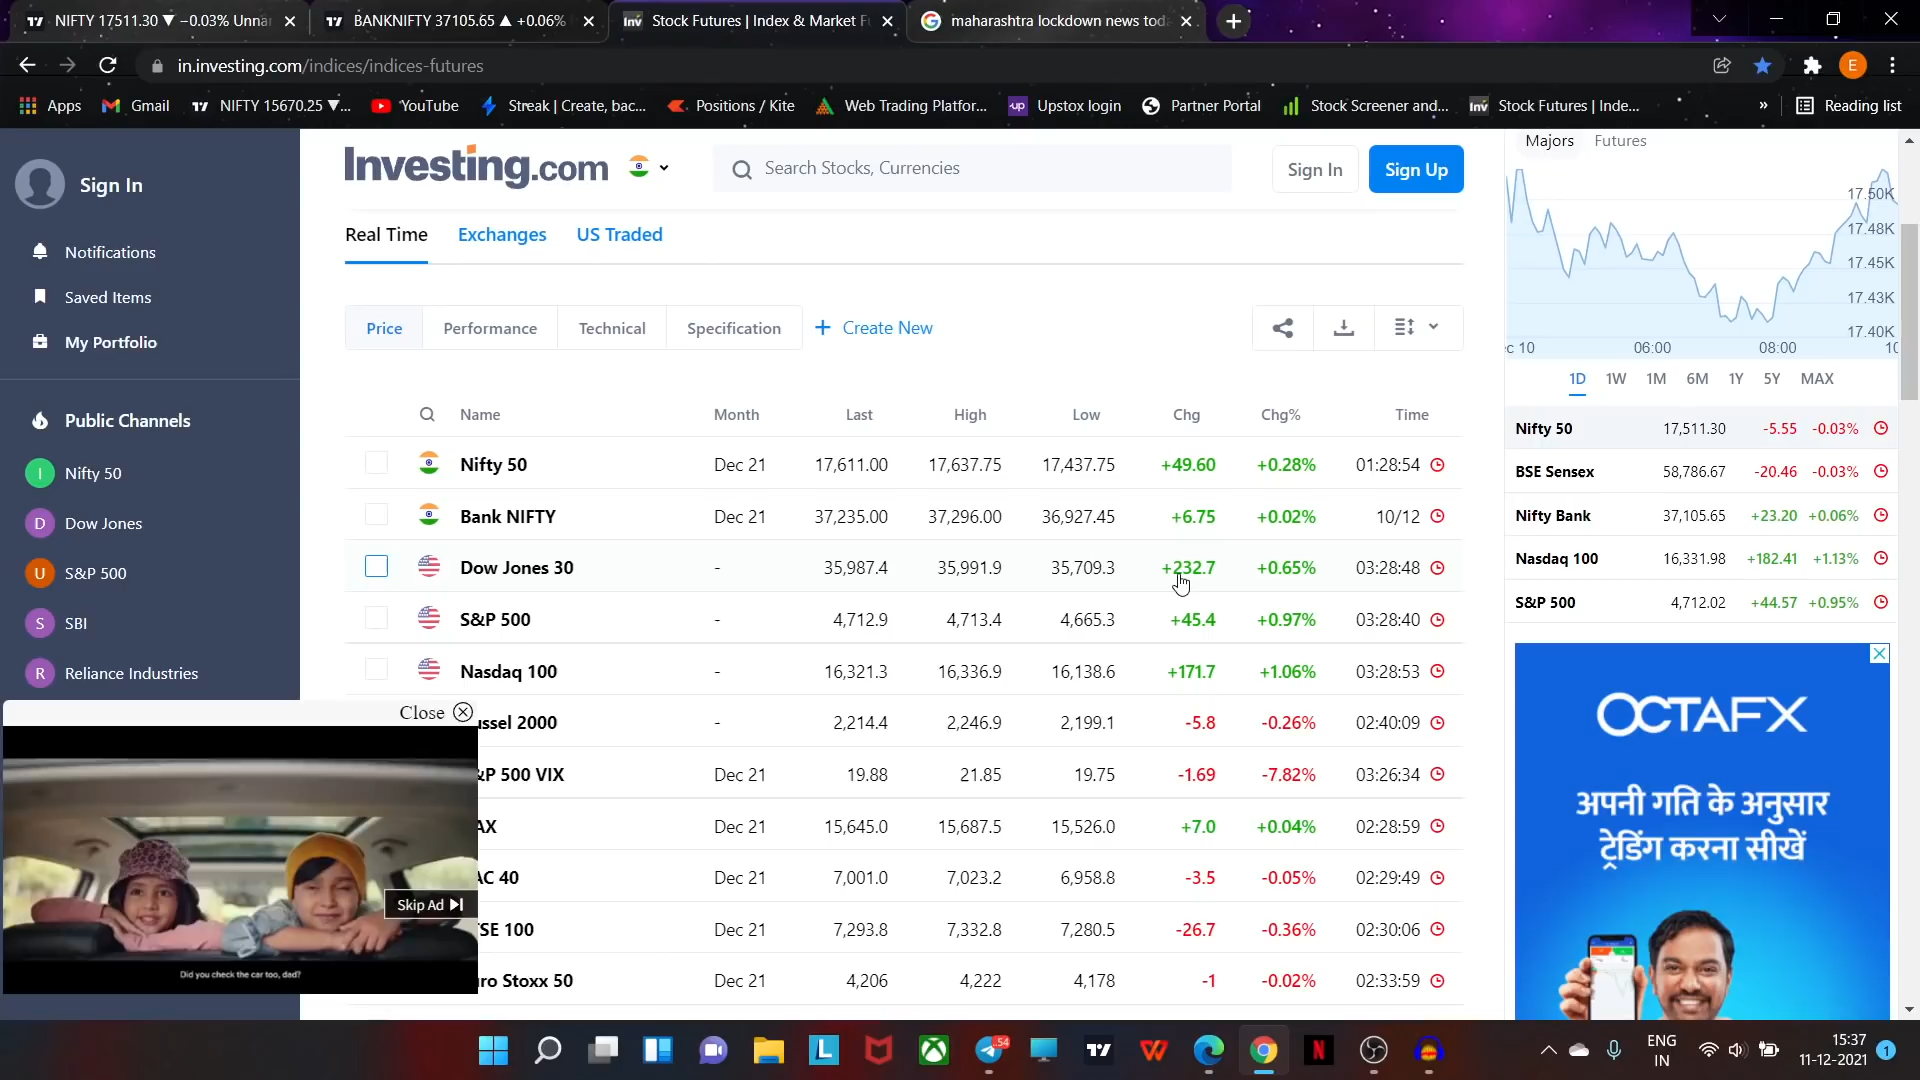 NIFTY 17511.30 ▼ −0.03% Unna
BANKNIFTY 37105.65 ▲ +0.06%
Stock Futures | Index & Market F
maharashtra lockdown news toda
in.investing.com/indices/indices-futures
E
Apps
Gmail
NIFTY 15670.25 ▼...
YouTube
Streak | Create, bac...
Positions / Kite
Web Trading Platfor...
Upstox login
Partner Portal
Stock Screener and...
Stock Futures | Inde...
»
Reading list
Sign In
Notifications
Saved Items
My Portfolio
Public Channels
I Nifty 50
D Dow Jones
U S&P 500
S SBI
R Reliance Industries
Investing.com
Search Stocks, Currencies
Sign In
Sign Up
Real Time Exchanges US Traded
Price Performance Technical Specification + Create New
Name Month Last High Low Chg Chg% Time
Nifty 50 Dec 21 17,611.00 17,637.75 17,437.75 +49.60 +0.28% 01:28:54
Bank NIFTY Dec 21 37,235.00 37,296.00 36,927.45 +6.75 +0.02% 10/12
Dow Jones 30 - 35,987.4 35,991.9 35,709.3 +232.7 +0.65% 03:28:48
S&P 500 - 4,712.9 4,713.4 4,665.3 +45.4 +0.97% 03:28:40
Nasdaq 100 - 16,321.3 16,336.9 16,138.6 +171.7 +1.06% 03:28:53
ussel 2000 - 2,214.4 2,246.9 2,199.1 -5.8 -0.26% 02:40:09
&P 500 VIX Dec 21 19.88 21.85 19.75 -1.69 -7.82% 03:26:34
AX Dec 21 15,645.0 15,687.5 15,526.0 +7.0 +0.04% 02:28:59
AC 40 Dec 21 7,001.0 7,023.2 6,958.8 -3.5 -0.05% 02:29:49
TSE 100 Dec 21 7,293.8 7,332.8 7,280.5 -26.7 -0.36% 02:30:06
uro Stoxx 50 Dec 21 4,206 4,222 4,178 -1 -0.02% 02:33:59
Close
Skip Ad
Did you check the car too, dad?
Majors Futures
17.50K
17.48K
17.45K
17.43K
17.40K
c 10 06:00 08:00 10
1D 1W 1M 6M 1Y 5Y MAX
Nifty 50 17,511.30 -5.55 -0.03%
BSE Sensex 58,786.67 -20.46 -0.03%
Nifty Bank 37,105.65 +23.20 +0.06%
Nasdaq 100 16,331.98 +182.41 +1.13%
S&P 500 4,712.02 +44.57 +0.95%
OCTAFX
अपनी गति के अनुसार
ट्रेडिंग करना सीखें
54
ENG
IN
15:37
11-12-2021
1